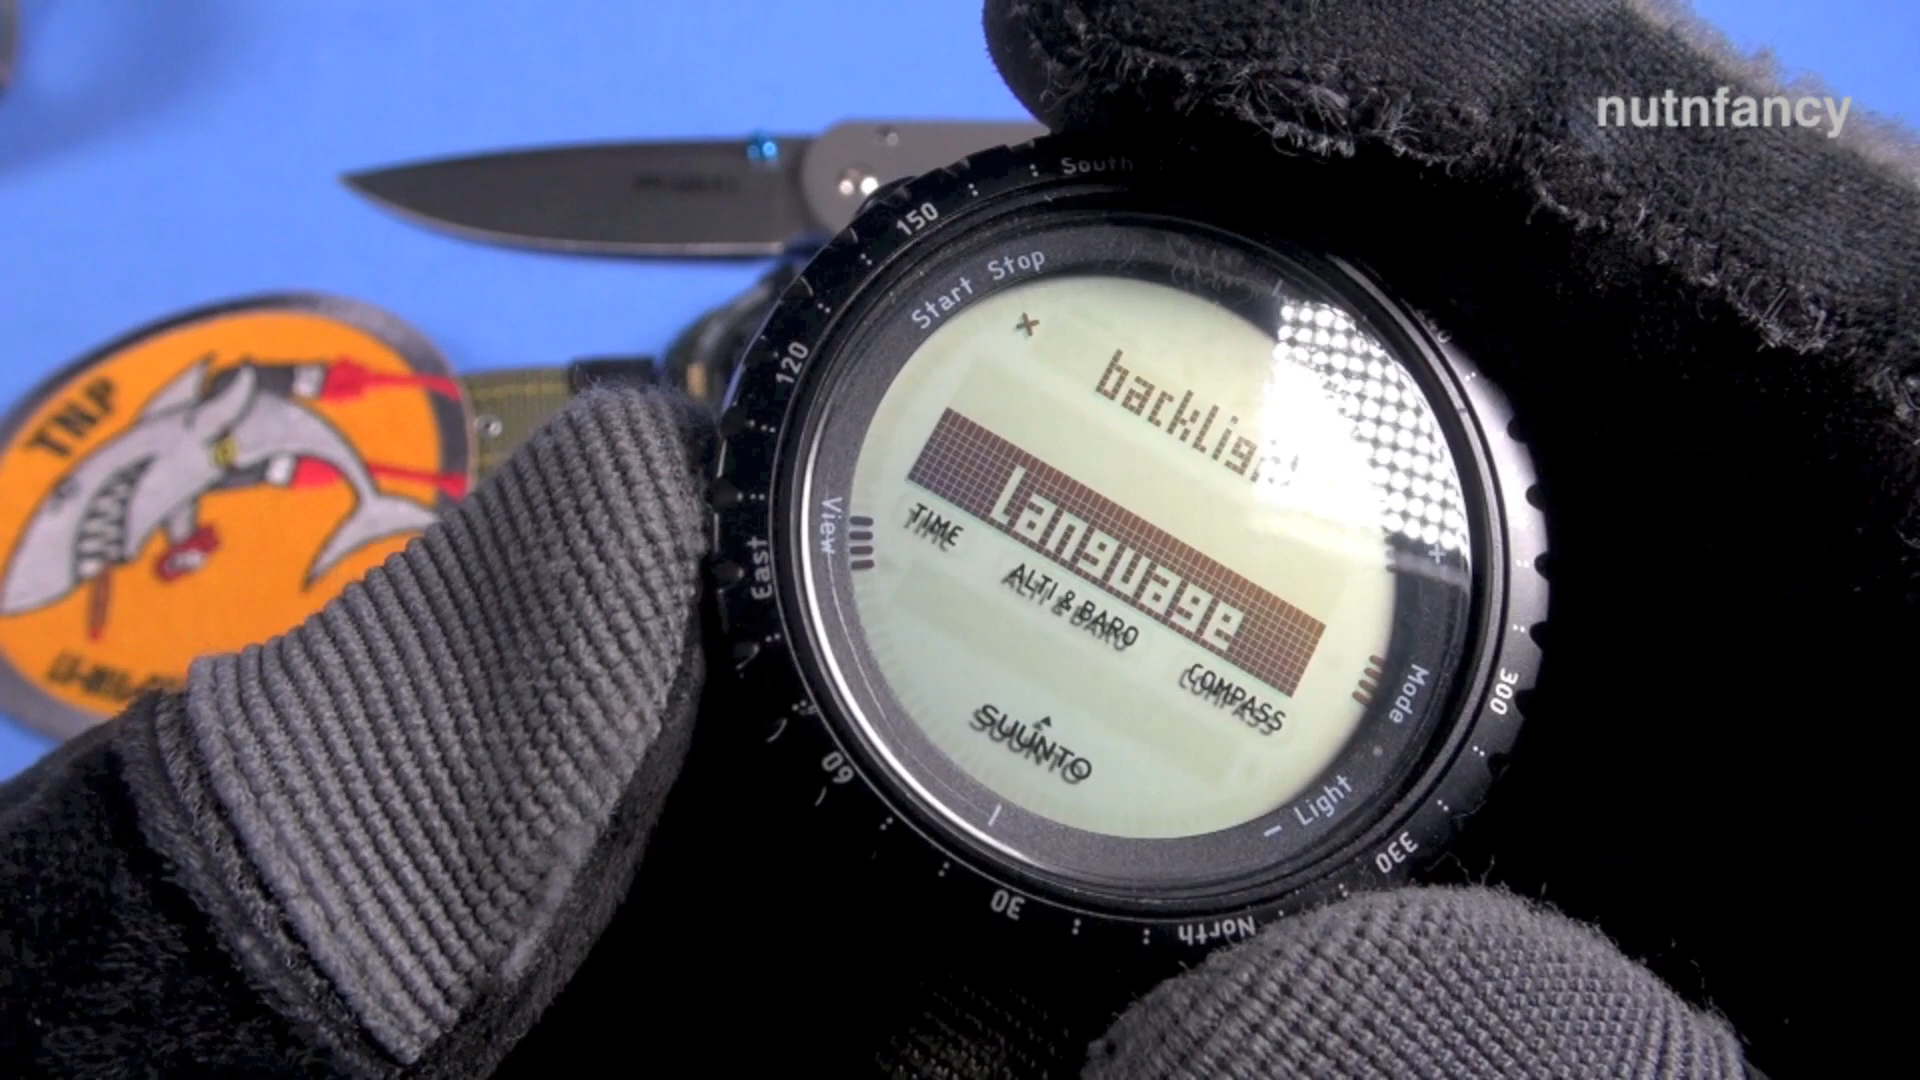 nutnfancy
South
150
120
East
60
30
North
330
300
Start Stop
View
Mode
- Light
+
x
backlight
Language
TIME
ALTI & BARO
COMPASS
SUUNTO
TNP